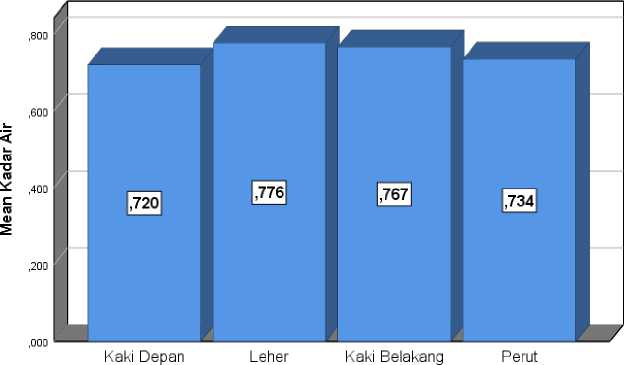 Mean Kadar Air
,800
,600
,400
,200
,000
,720
,776
,767
,734
Kaki Depan
Leher
Kaki Belakang
Perut